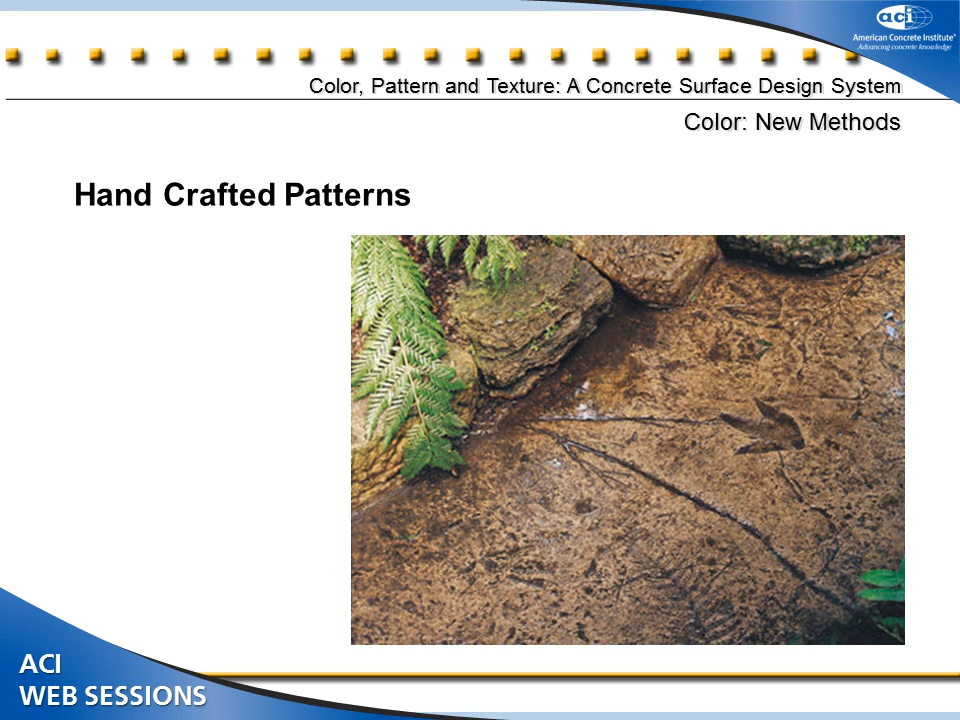 aci
American Concrete Institute®
Advancing concrete knowledge
Color, Pattern and Texture: A Concrete Surface Design System
Color: New Methods
Hand Crafted Patterns
ACI
WEB SESSIONS